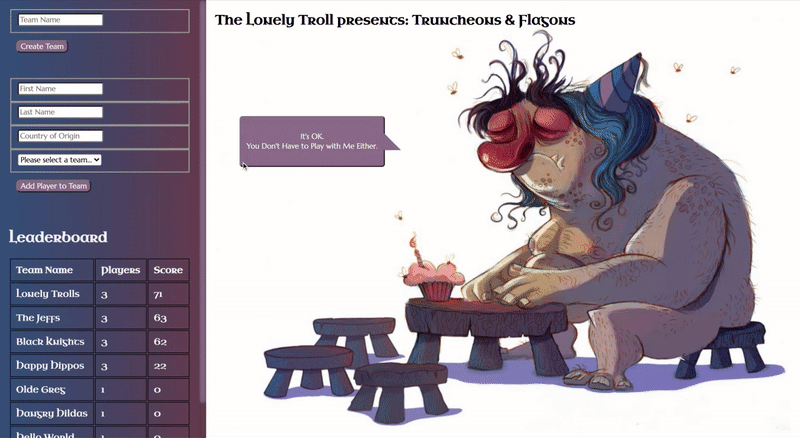 The Lonely Troll presents: Truncheons & Flagons
Team Name
Create Team
First Name
Last Name
Country of Origin
Please select a team...
Add Player to Team
It's OK.
You Don't Have to Play with Me Either.
Leaderboard
Team Name Players Score
Lonely Trolls 3 71
The Jeffs 3 63
Black Knights 3 62
Happy Hippos 3 22
Olde Greg 1 0
Hangry Hildas 1 0
Hello World 1 0